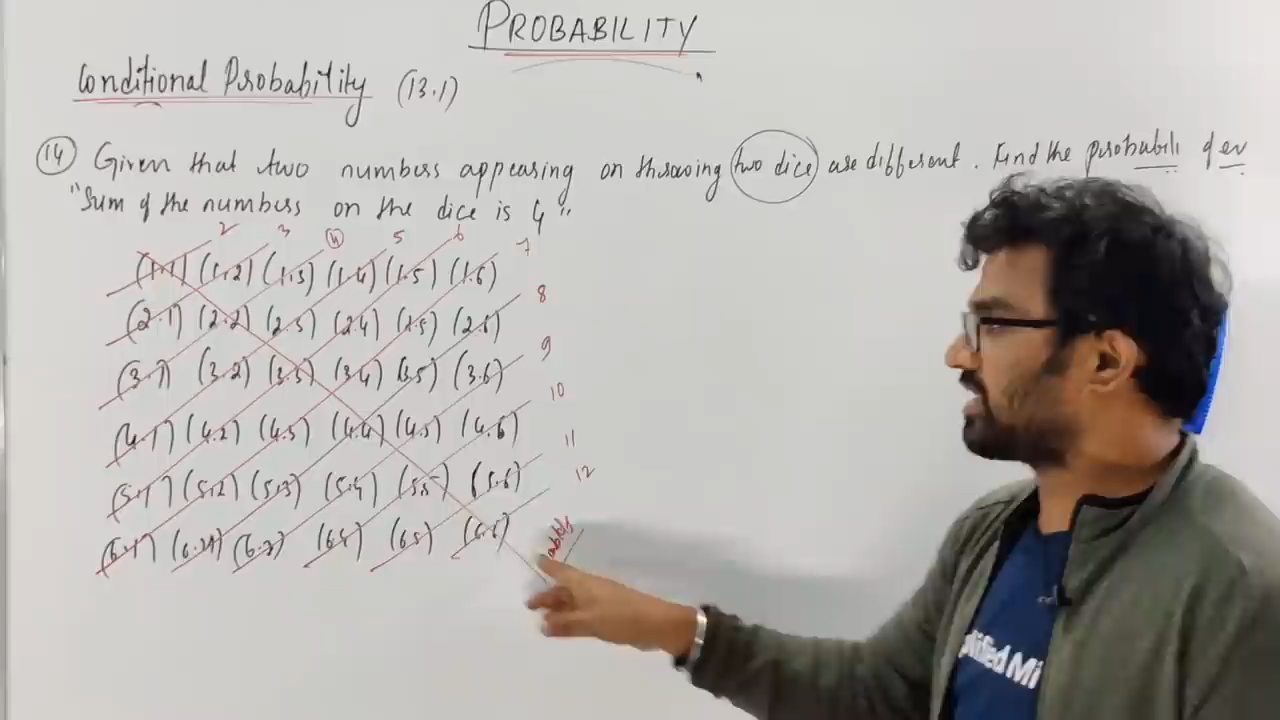 PROBABILITY
Conditional Probability (13.1)
14 Given that two numbers appearing on throwing two dice are different. Find the probabili of ev
"Sum of the numbers on the dice is 4"
2 3 4 5 6 7
(1,1) (1,2) (1,3) (1,4) (1,5) (1,6)
8
(2,1) (2,2) (2,3) (2,4) (2,5) (2,6)
9
(3,1) (3,2) (3,3) (3,4) (3,5) (3,6)
10
(4,1) (4,2) (4,3) (4,4) (4,5) (4,6)
11
(5,1) (5,2) (5,3) (5,4) (5,5) (5,6)
12
(6,1) (6,2) (6,3) (6,4) (6,5) (6,6)